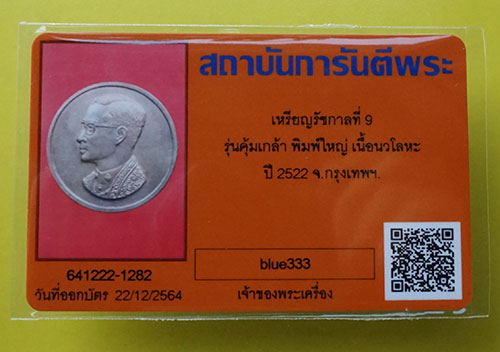 สถาบันการันตีพระ
เหรียญรัชกาลที่ 9
รุ่นคุ้มเกล้า พิมพ์ใหญ่ เนื้อนวโลหะ
ปี 2522 จ.กรุงเทพฯ.
blue333
เจ้าของพระเครื่อง
641222-1282
วันที่ออกบัตร 22/12/2564